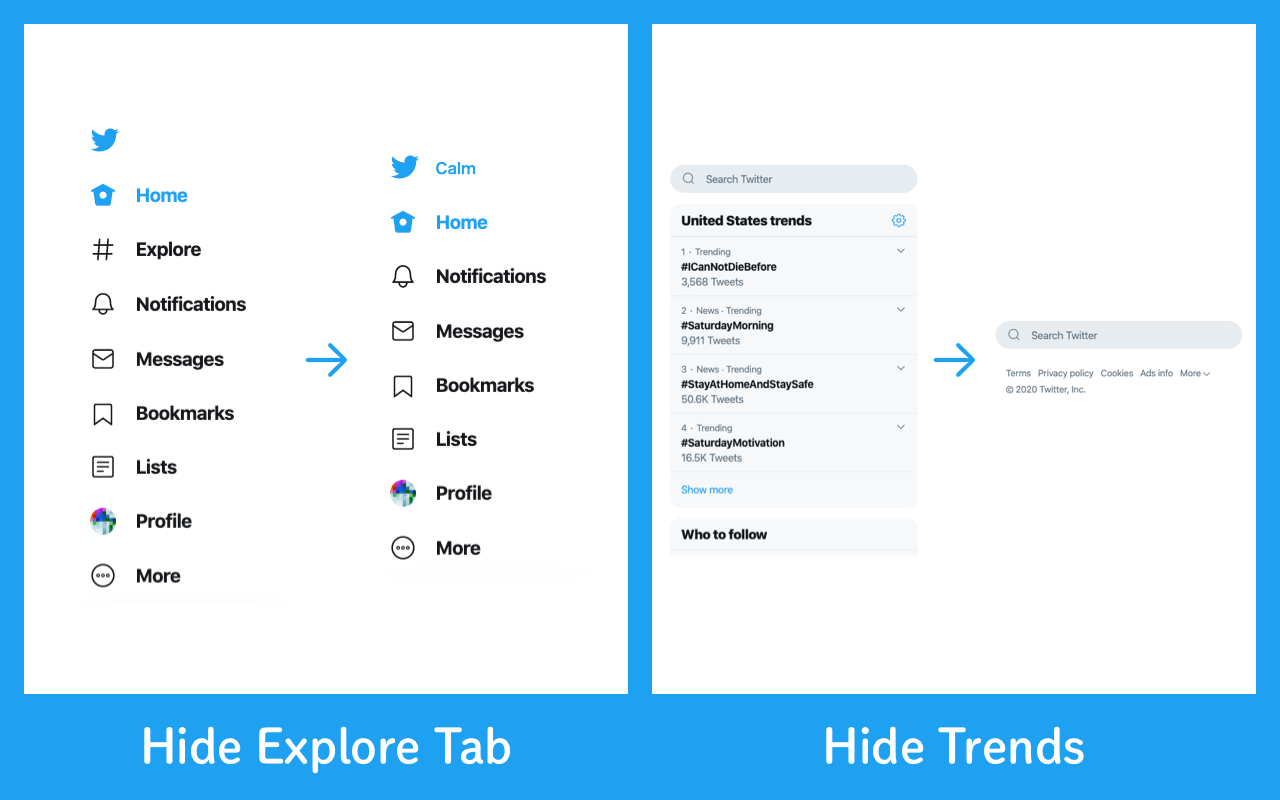 Home
Explore
Notifications
Messages
Bookmarks
Lists
Profile
More
Calm
Home
Notifications
Messages
Bookmarks
Lists
Profile
More
Hide Explore Tab
Search Twitter
United States trends
1 · Trending
#ICanNotDieBefore
3,568 Tweets
2 · News · Trending
#SaturdayMorning
9,911 Tweets
3 · News · Trending
#StayAtHomeAndStaySafe
50.6K Tweets
4 · Trending
#SaturdayMotivation
16.5K Tweets
Show more
Who to follow
Search Twitter
Terms Privacy policy Cookies Ads info More
© 2020 Twitter, Inc.
Hide Trends